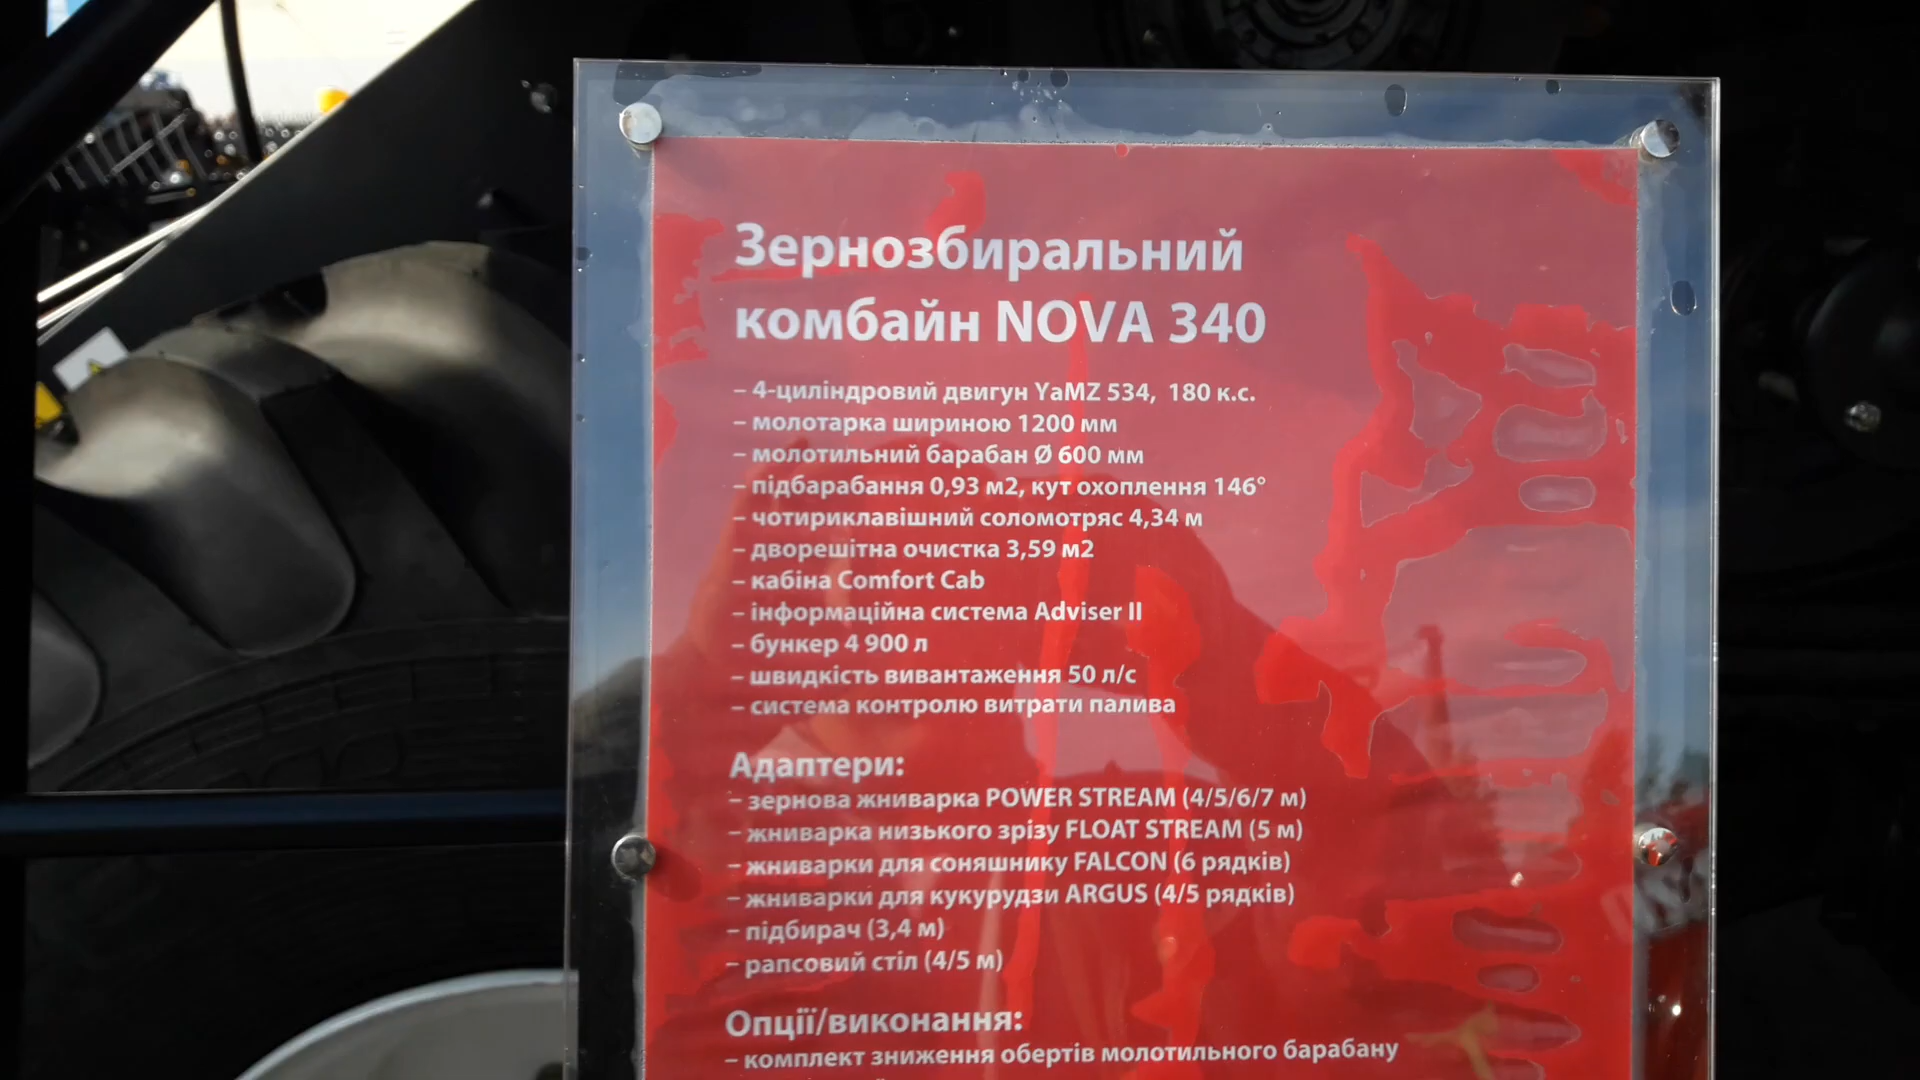 Зернозбиральний
комбайн NOVA 340
– 4-циліндровий двигун YaMZ 534, 180 к.с.
– молотарка шириною 1200 мм
– молотильний барабан Ø 600 мм
– підбарабання 0,93 м2, кут охоплення 146°
– чотириклавішний соломотряс 4,34 м
– дворешітна очистка 3,59 м2
– кабіна Comfort Cab
– інформаційна система Adviser II
– бункер 4 900 л
– швидкість вивантаження 50 л/с
– система контролю витрати палива
Адаптери:
– зернова жниварка POWER STREAM (4/5/6/7 м)
– жниварка низького зрізу FLOAT STREAM (5 м)
– жниварки для соняшнику FALCON (6 рядків)
– жниварки для кукурудзи ARGUS (4/5 рядків)
– підбирач (3,4 м)
– рапсовий стіл (4/5 м)
Опції/виконання:
– комплект зниження обертів молотильного барабану